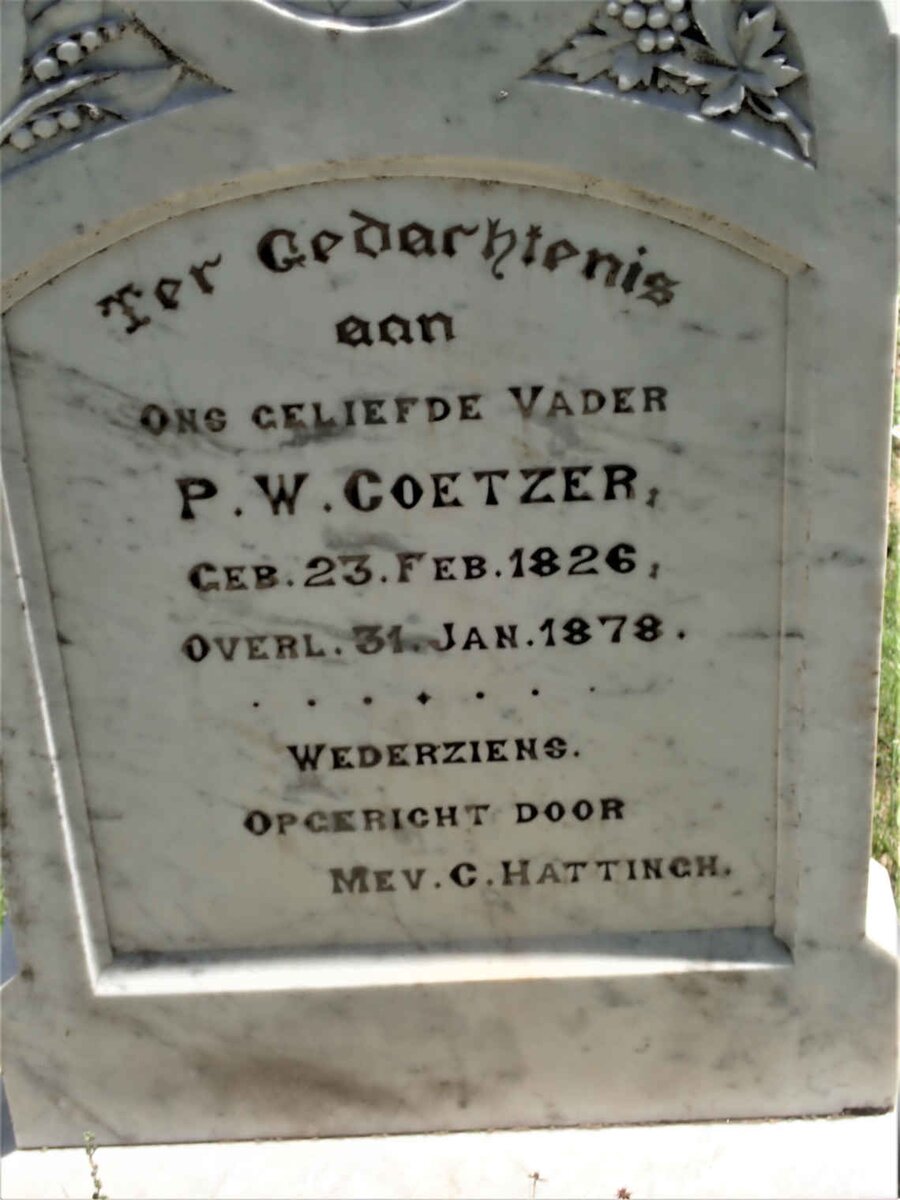 Ter Gedachtenis
aan
ONS GELIEFDE VADER
P.W. COETZER,
GEB. 23. FEB. 1826,
OVERL. 31. JAN. 1878.
WEDERZIENS.
OPGERICHT DOOR
MEV. C. HATTINGH.